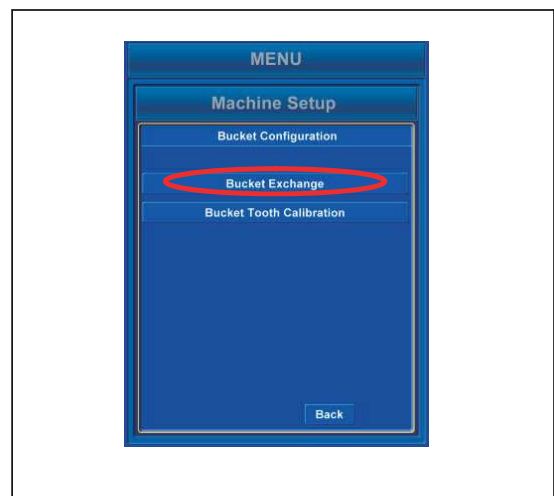 MENU
Machine Setup
Bucket Configuration
Bucket Exchange
Bucket Tooth Calibration
Back